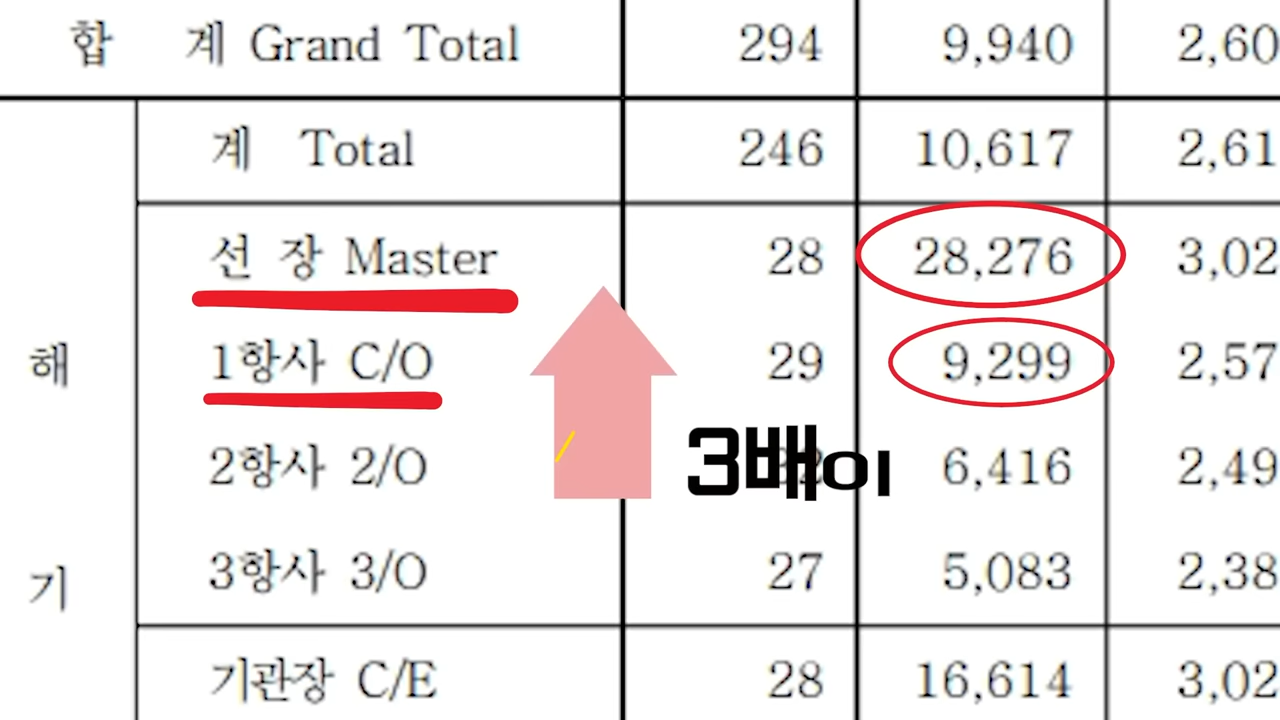 합 계 Grand Total 294 9,940 2,60
계 Total 246 10,617 2,61
선 장 Master 28 28,276 3,02
해 1항사 C/O 29 9,299 2,57
2항사 2/O 32 6,416 2,49
3배이
3항사 3/O 27 5,083 2,38
기
기관장 C/E 28 16,614 3,02